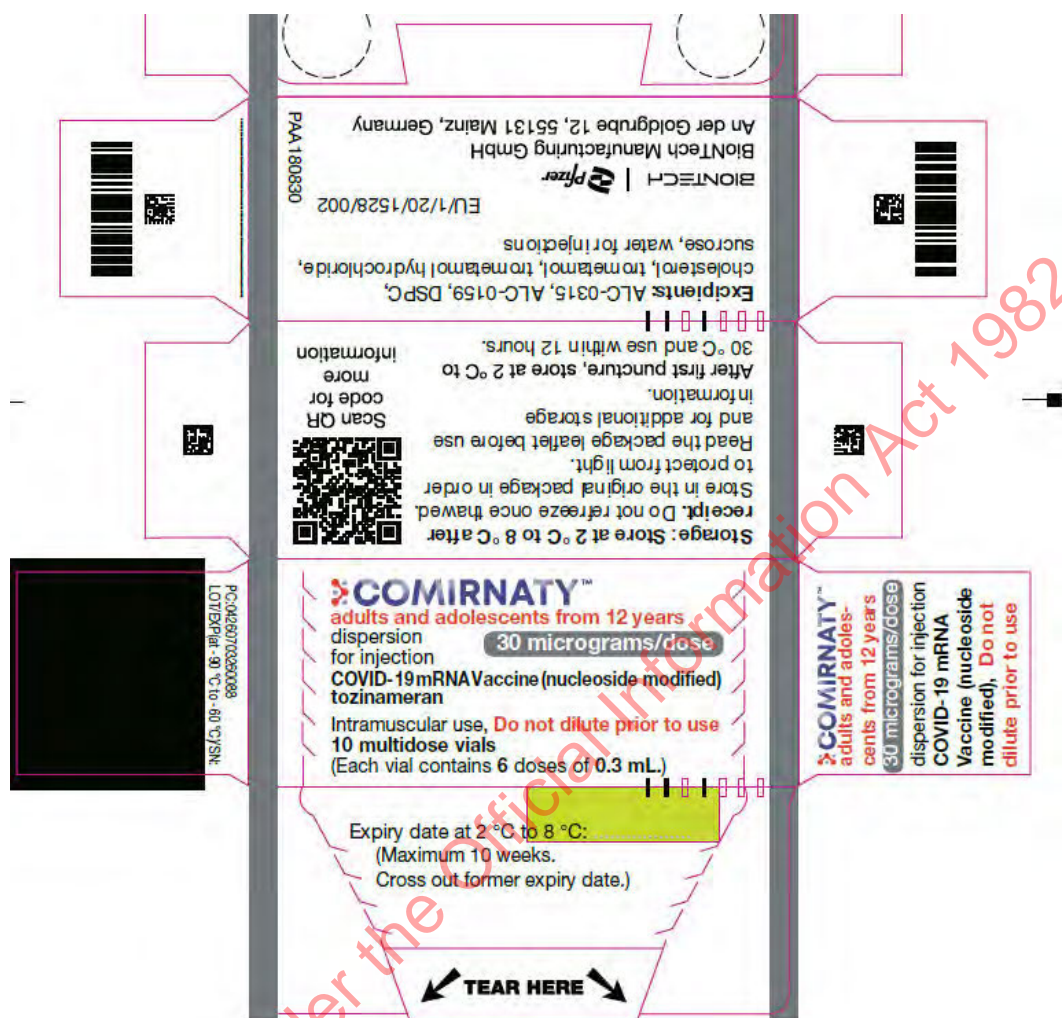 PAA 180830
An der Goldgrube 12, 55131 Mainz, Germany
BioNTech Manufacturing GmbH
BIONTECH | Pfizer
EU/1/20/1528/002
Excipients: ALC-0315, ALC-0159, DSPC,
cholesterol, trometamol, trometamol hydrochloride,
sucrose, water for injections
Storage: Store at 2 °C to 8 °C after
receipt. Do not refreeze once thawed.
Store in the original package in order
to protect from light.
Read the package leaflet before use
and for additional storage
information.
After first puncture, store at 2 °C to
30 °C and use within 12 hours.
Scan QR
code for
more
information
COMIRNATY™
adults and adolescents from 12 years
dispersion
for injection
30 micrograms/dose
COVID-19 mRNA Vaccine (nucleoside modified)
tozinameran
Intramuscular use, Do not dilute prior to use
10 multidose vials
(Each vial contains 6 doses of 0.3 mL.)
PC:04260703260088
LOT/EXP(at -90 °C to -60 °C)/SN:
COMIRNATY™
adults and adoles-
cents from 12 years
30 micrograms/dose
dispersion for injection
COVID-19 mRNA
Vaccine (nucleoside
modified), Do not
dilute prior to use
Expiry date at 2 °C to 8 °C:
(Maximum 10 weeks.
Cross out former expiry date.)
TEAR HERE
the Official Information Act 1982